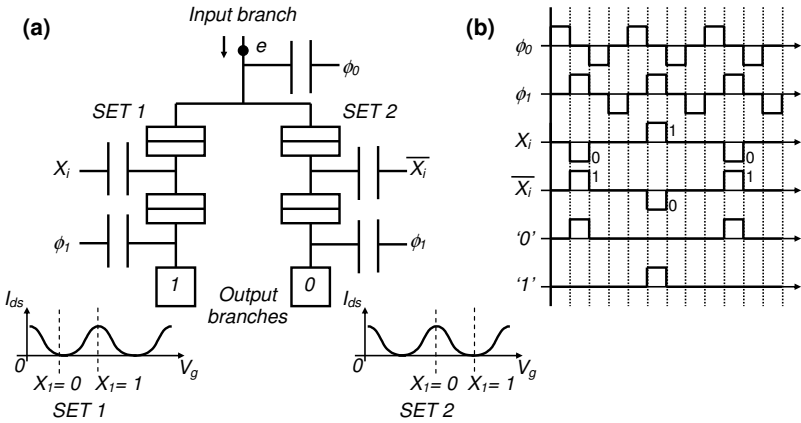 (a)
Input branch
e
ϕ0
SET 1
SET 2
Xi
X̅i̅
ϕ1
ϕ1
1
Output
branches
0
Ids
0
Vg
X1= 0
X1= 1
SET 1
Ids
0
Vg
X1= 0
X1= 1
SET 2
(b)
ϕ0
ϕ1
Xi
0
1
0
X̅i̅
1
0
1
'0'
'1'